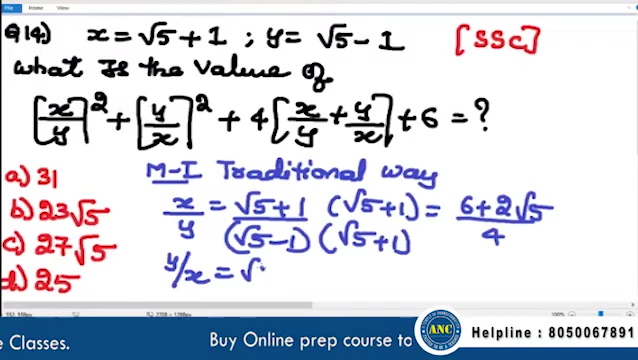 File Edit View
Q14) x = √5 + 1 ; y = √5 - 1 [SSC]
what Is the value of
[x/y]² + [y/x]² + 4[x/y + y/x] + 6 = ?
a) 31
b) 23√5
c) 27√5
d) 25
M-I Traditional way
x/y = (√5 + 1) (√5 + 1) / (√5 - 1) (√5 + 1) = (6 + 2√5) / 4
y/x = √
100%
e Classes.
Buy Online prep course to
ANC
Helpline : 8050067891